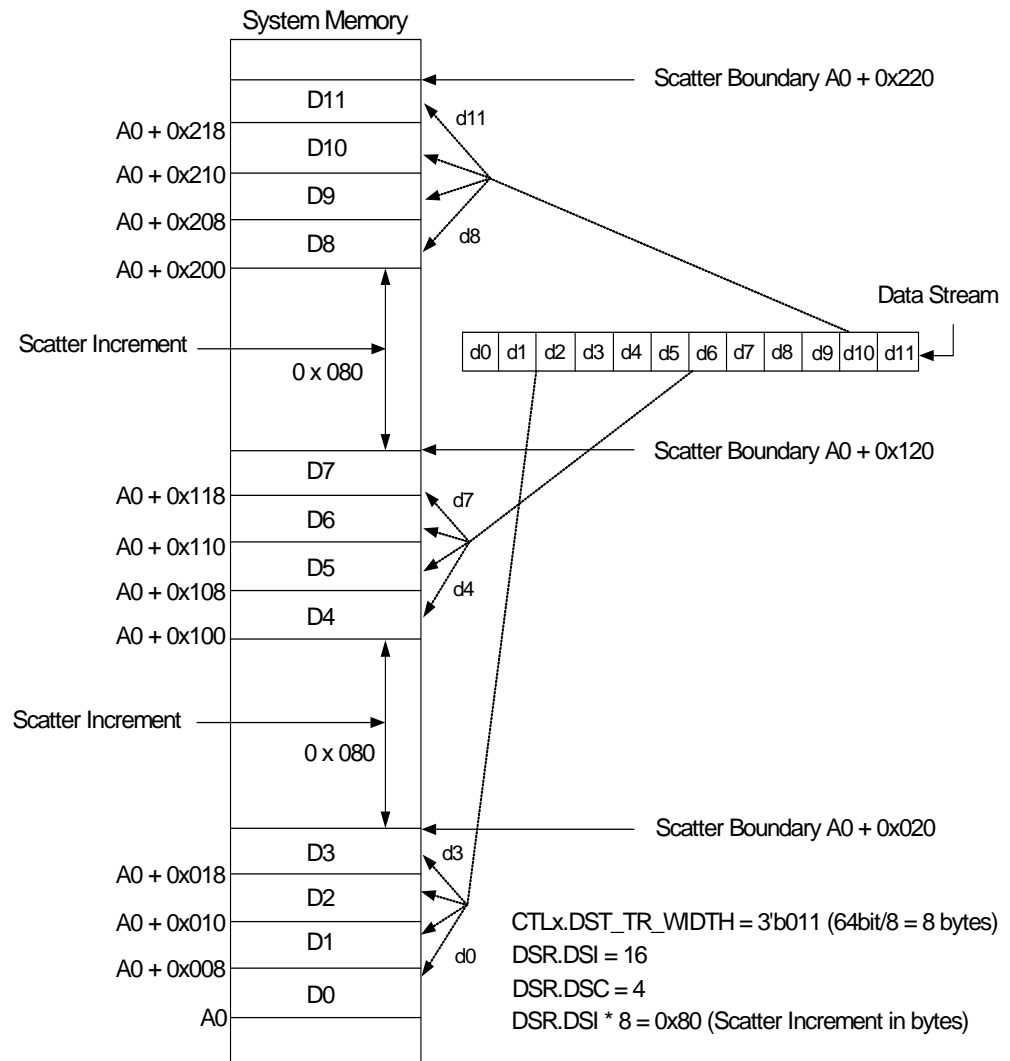 System Memory
Scatter Boundary A0 + 0x220
D11
d11
A0 + 0x218
D10
A0 + 0x210
D9
A0 + 0x208
D8
d8
A0 + 0x200
Data Stream
Scatter Increment
0 x 080
d0 d1 d2 d3 d4 d5 d6 d7 d8 d9 d10 d11
Scatter Boundary A0 + 0x120
D7
A0 + 0x118
d7
D6
A0 + 0x110
D5
A0 + 0x108
d4
D4
A0 + 0x100
Scatter Increment
0 x 080
Scatter Boundary A0 + 0x020
D3
d3
A0 + 0x018
D2
A0 + 0x010
D1
d0
A0 + 0x008
D0
A0
CTLx.DST_TR_WIDTH = 3'b011 (64bit/8 = 8 bytes)
DSR.DSI = 16
DSR.DSC = 4
DSR.DSI * 8 = 0x80 (Scatter Increment in bytes)